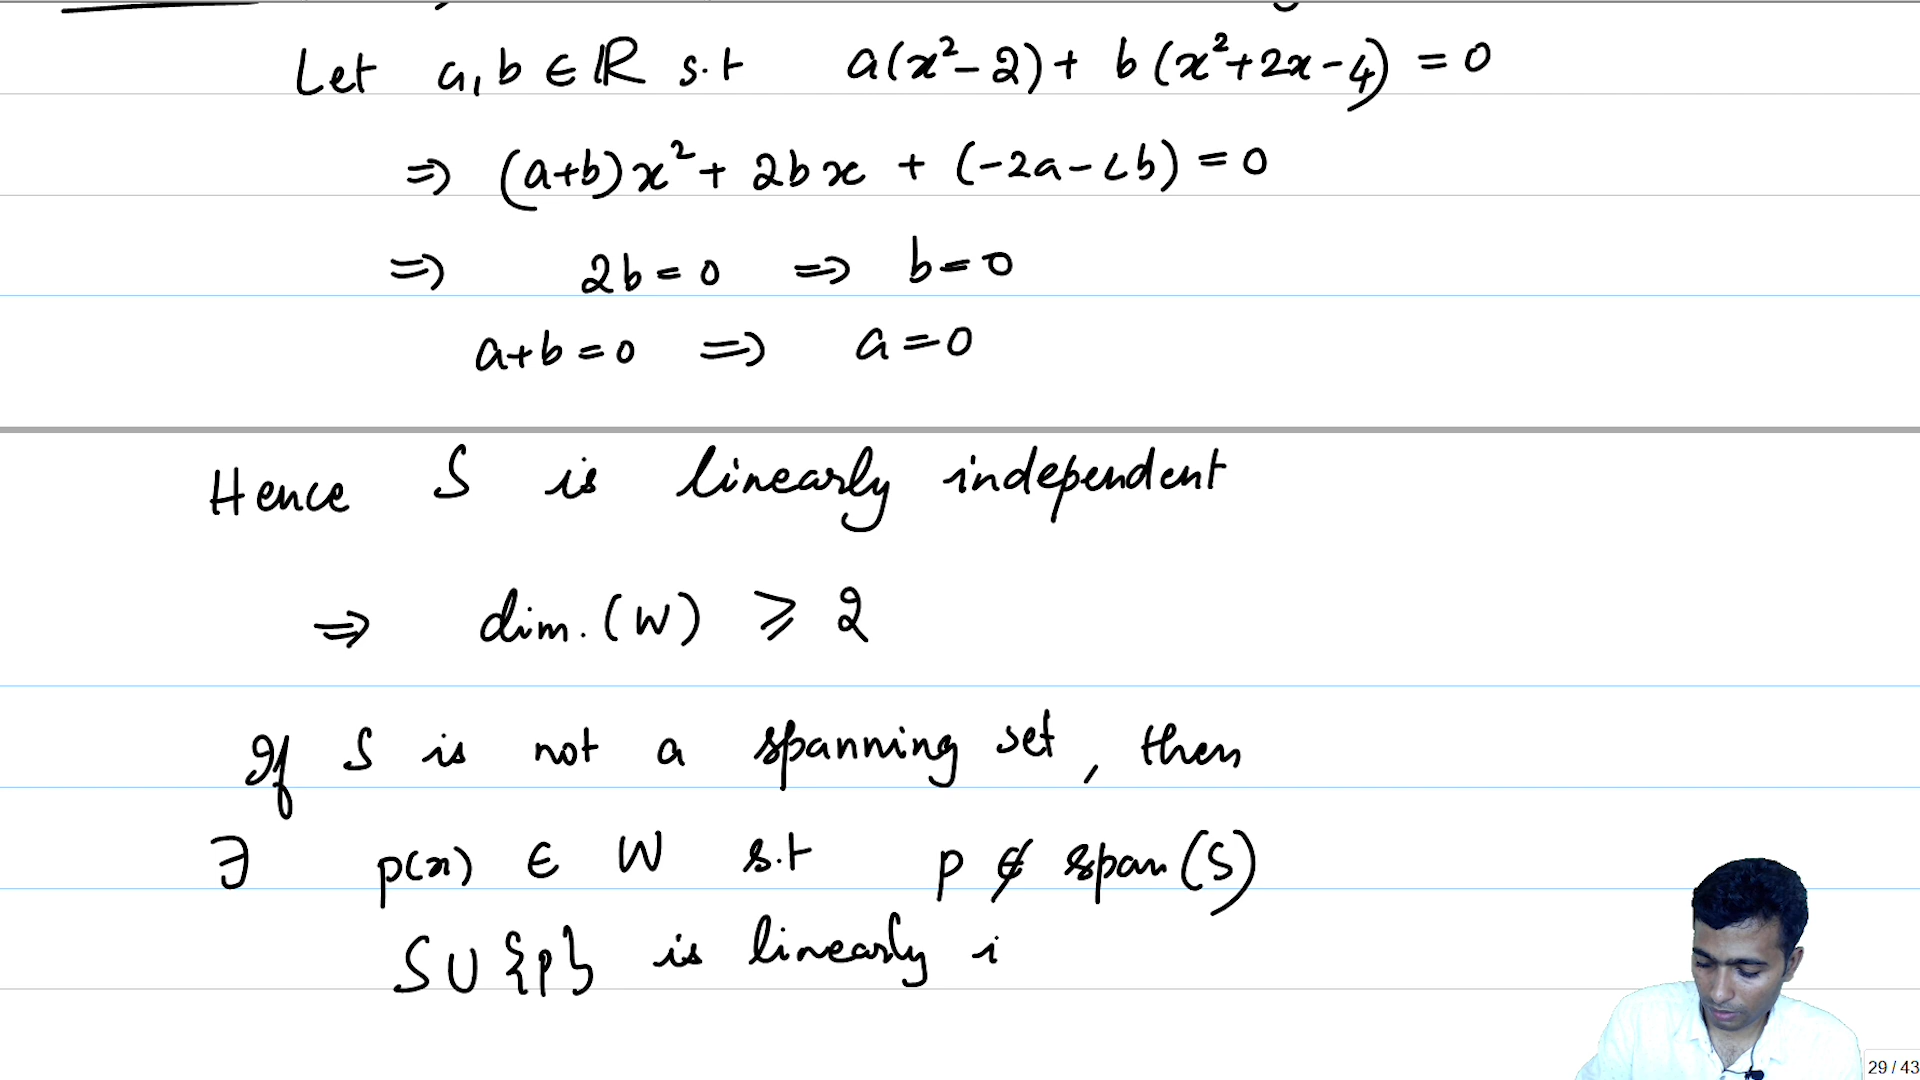 Let a, b ∈ ℝ s.t a(x²-2) + b(x²+2x-4) = 0
⇒ (a+b)x² + 2bx + (-2a-4b) = 0
⇒ 2b = 0 ⇒ b=0
a+b = 0 ⇒ a=0
Hence S is linearly independent
⇒ dim.(W) ⩾ 2
If S is not a spanning set, then
∃ p(x) ∈ W s.t p ∉ span(S)
S∪{p} is linearly i
29 / 43